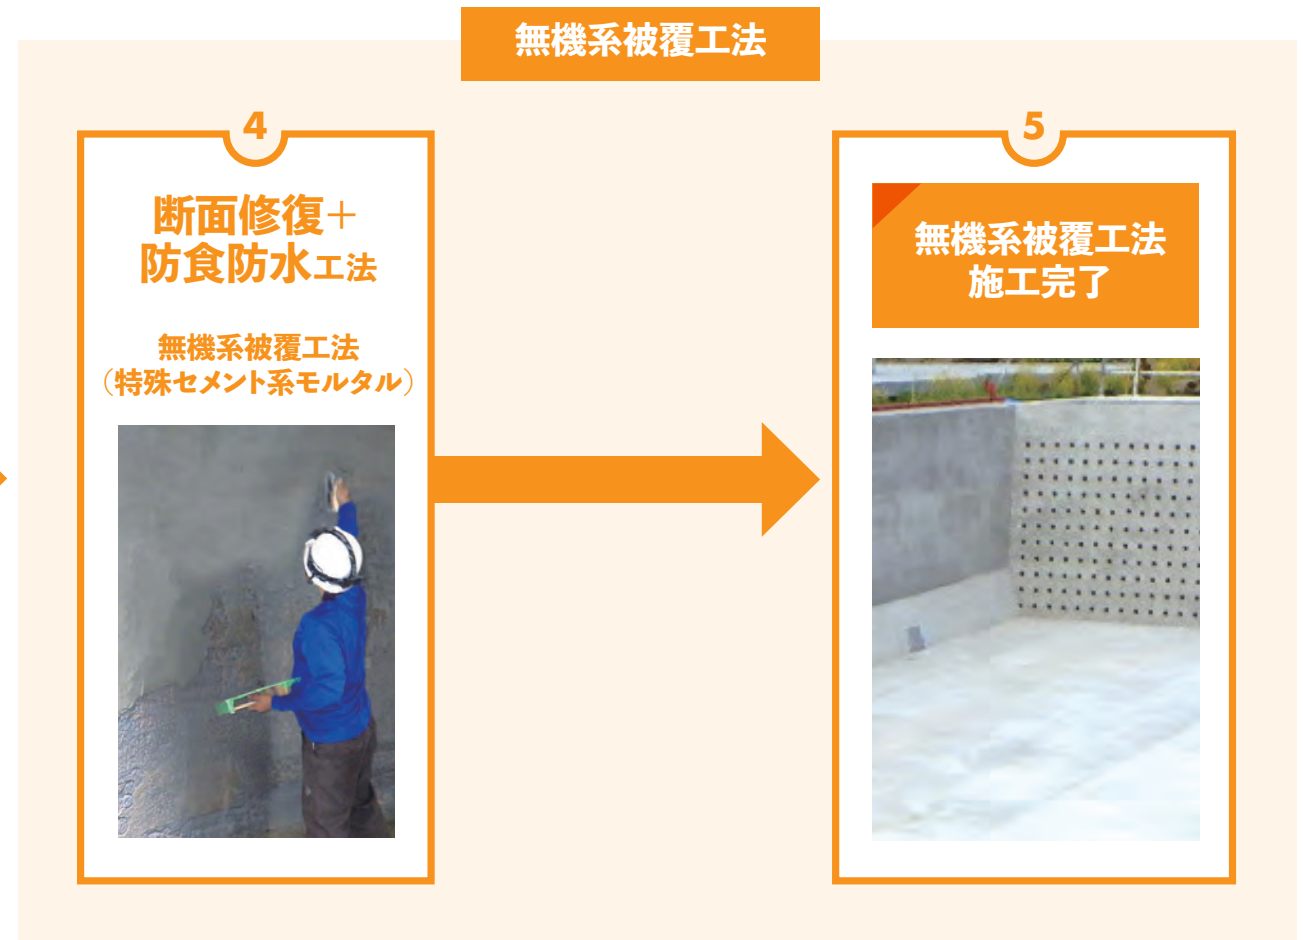 無機系被覆工法
4
断面修復＋
防食防水工法
無機系被覆工法
（特殊セメント系モルタル）
5
無機系被覆工法
施工完了